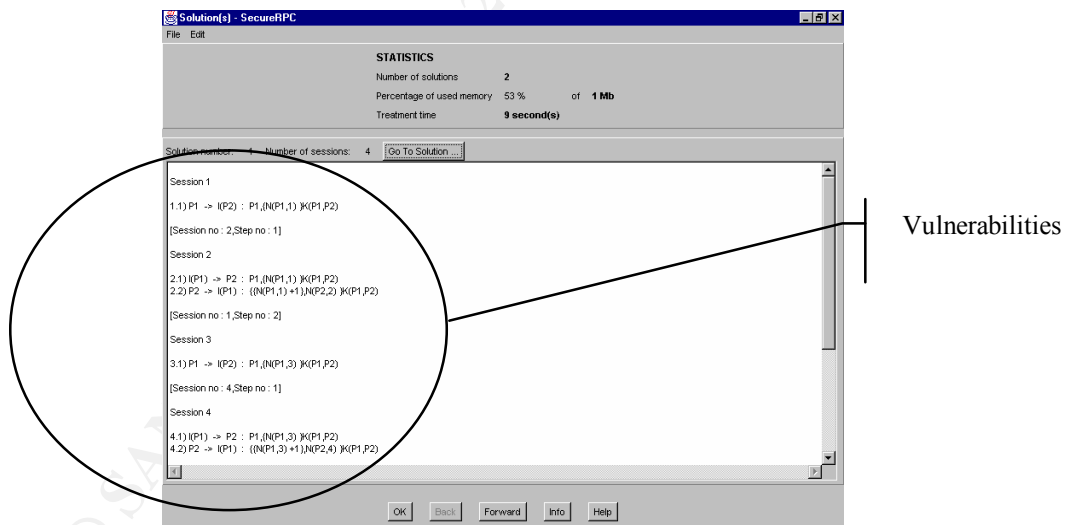 Solution(s) - SecureRPC
File Edit
STATISTICS
Number of solutions 2
Percentage of used memory 53 % of 1 Mb
Treatment time 9 second(s)
Solution number: 1 Number of sessions: 4 Go To Solution ...
Session 1
1.1) P1 -> I(P2) : P1,{N(P1,1) }K(P1,P2)
[Session no : 2,Step no : 1]
Session 2
2.1) I(P1) -> P2 : P1,{N(P1,1) }K(P1,P2)
2.2) P2 -> I(P1) : {{N(P1,1) +1},N(P2,2) }K(P1,P2)
[Session no : 1,Step no : 2]
Session 3
3.1) P1 -> I(P2) : P1,{N(P1,3) }K(P1,P2)
[Session no : 4,Step no : 1]
Session 4
4.1) I(P1) -> P2 : P1,{N(P1,3) }K(P1,P2)
4.2) P2 -> I(P1) : {{N(P1,3) +1},N(P2,4) }K(P1,P2)
OK Back Forward Info Help
Vulnerabilities